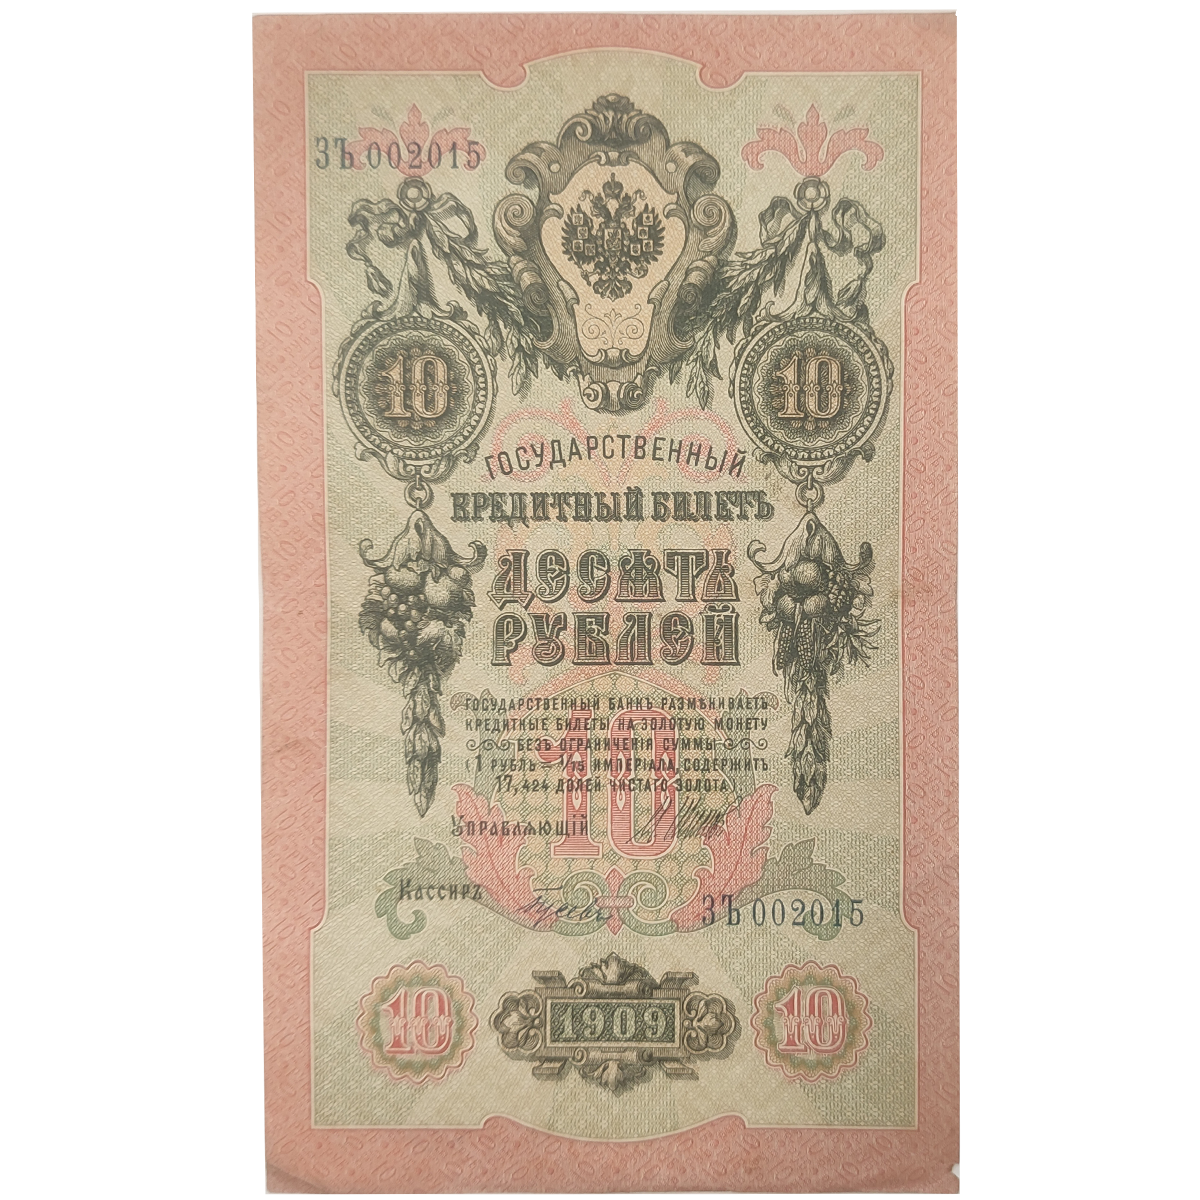 ЗЪ 002015
10 10
ГОСУДАРСТВЕННЫЙ
КРЕДИТНЫЙ БИЛЕТЪ
ДЕСЯТЬ
РУБЛЕЙ
ГОСУДАРСТВЕННЫЙ БАНКЪ РАЗМѢНИВАЕТЪ
КРЕДИТНЫЕ БИЛЕТЫ НА ЗОЛОТУЮ МОНЕТУ
БЕЗЪ ОГРАНИЧЕНІЯ СУММЫ
(1 РУБЛЬ = 1/15 ИМПЕРІАЛА, СОДЕРЖИТЪ
17,424 ДОЛЕЙ ЧИСТАГО ЗОЛОТА)
10
УПРАВЛЯЮЩІЙ
КАССИРЪ
ЗЪ 002015
10 1909 10